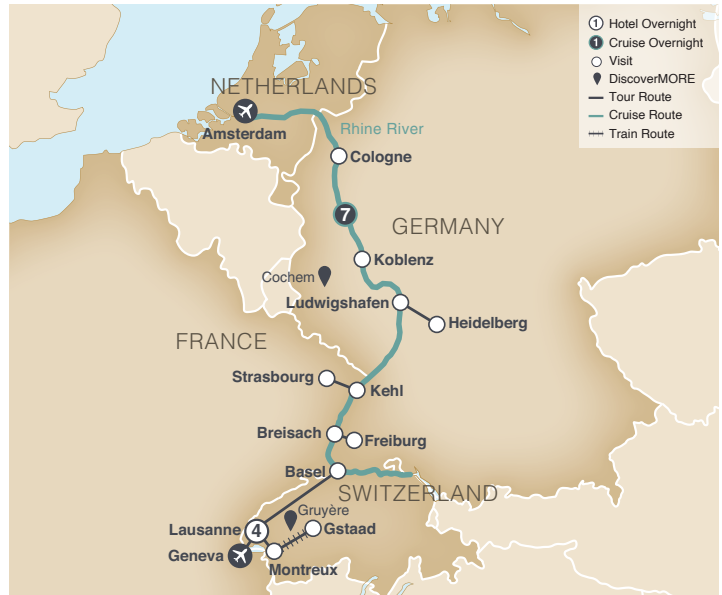 1 Hotel Overnight
1 Cruise Overnight
Visit
DiscoverMORE
Tour Route
Cruise Route
Train Route
NETHERLANDS
Amsterdam
Rhine River
Cologne
7
GERMANY
Koblenz
Cochem
Ludwigshafen
Heidelberg
FRANCE
Strasbourg
Kehl
Breisach
Freiburg
Basel
SWITZERLAND
Gruyère
Lausanne 4
Gstaad
Geneva
Montreux